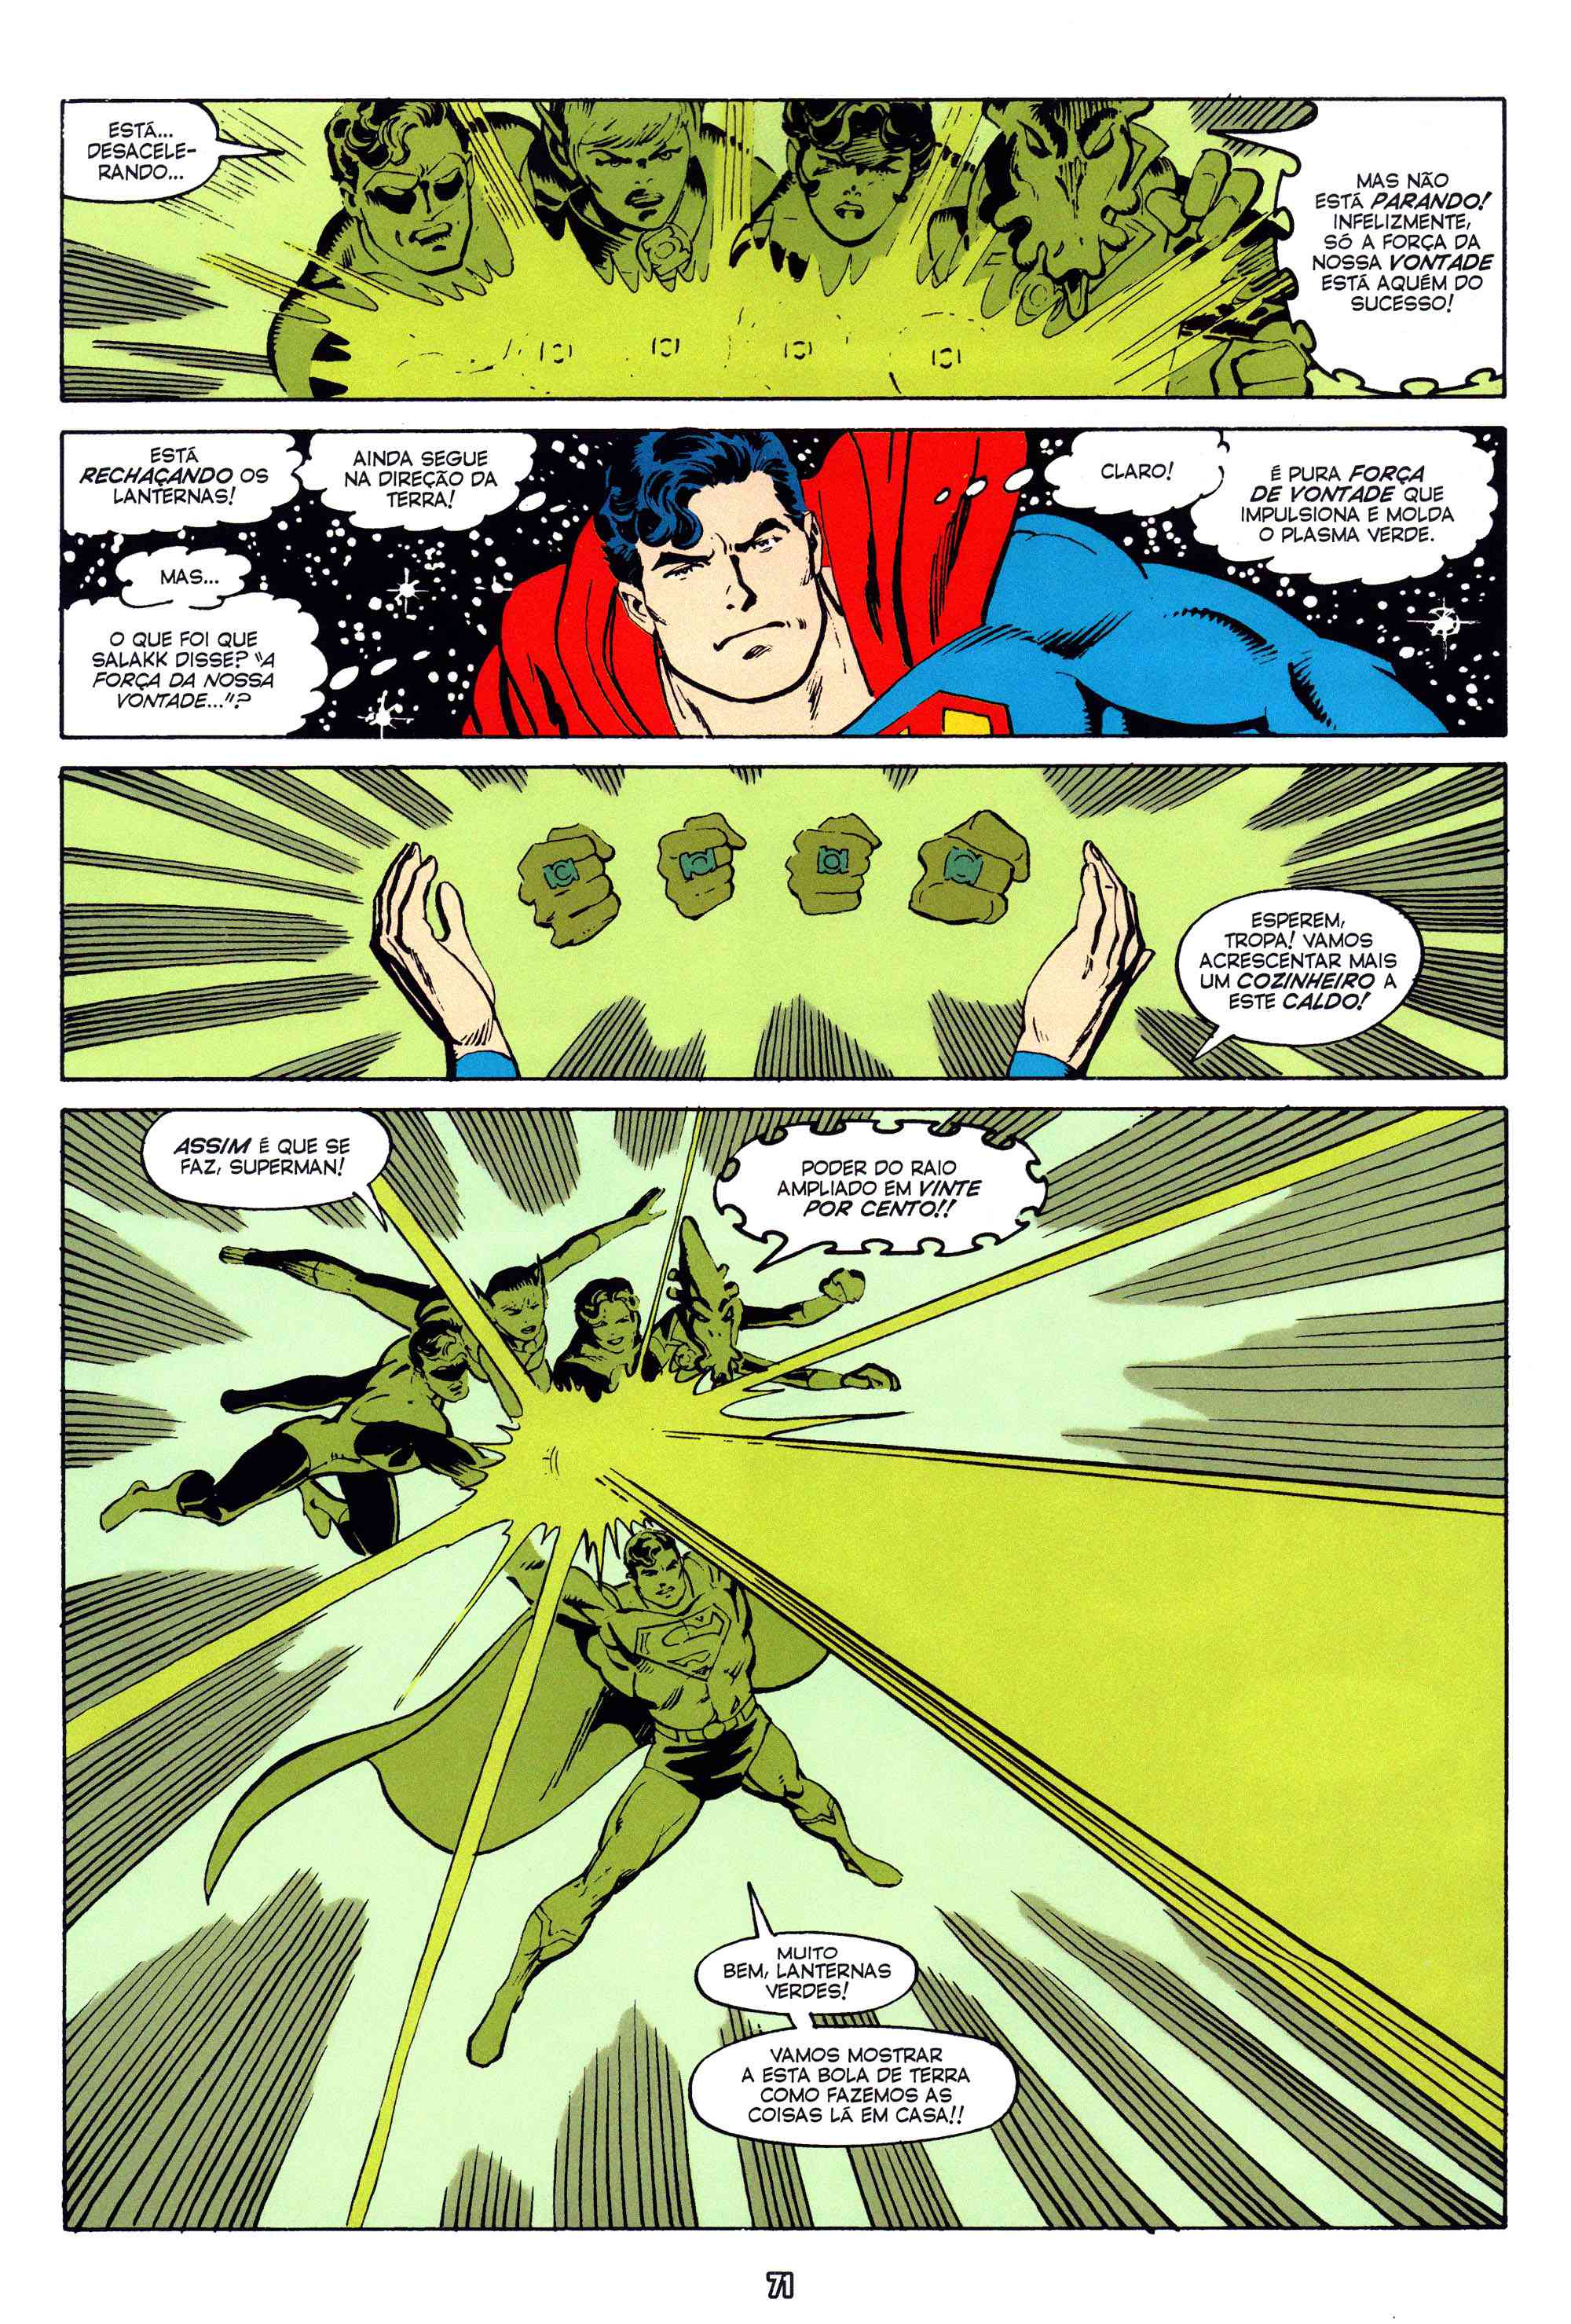 ESTÁ...
DESACELE-
RANDO...
MAS NÃO
ESTÁ PARANDO!
INFELIZMENTE,
SÓ A FORÇA DA
NOSSA VONTADE
ESTÁ AQUÉM DO
SUCESSO!
ESTÁ
RECHAÇANDO OS
LANTERNAS!
AINDA SEGUE
NA DIREÇÃO DA
TERRA!
MAS...
O QUE FOI QUE
SALAKK DISSE? "A
FORÇA DA NOSSA
VONTADE..."?
CLARO!
É PURA FORÇA
DE VONTADE QUE
IMPULSIONA E MOLDA
O PLASMA VERDE.
ESPEREM,
TROPA! VAMOS
ACRESCENTAR MAIS
UM COZINHEIRO A
ESTE CALDO!
ASSIM É QUE SE
FAZ, SUPERMAN!
PODER DO RAIO
AMPLIADO EM VINTE
POR CENTO!!
MUITO
BEM, LANTERNAS
VERDES!
VAMOS MOSTRAR
A ESTA BOLA DE TERRA
COMO FAZEMOS AS
COISAS LÁ EM CASA!!
71